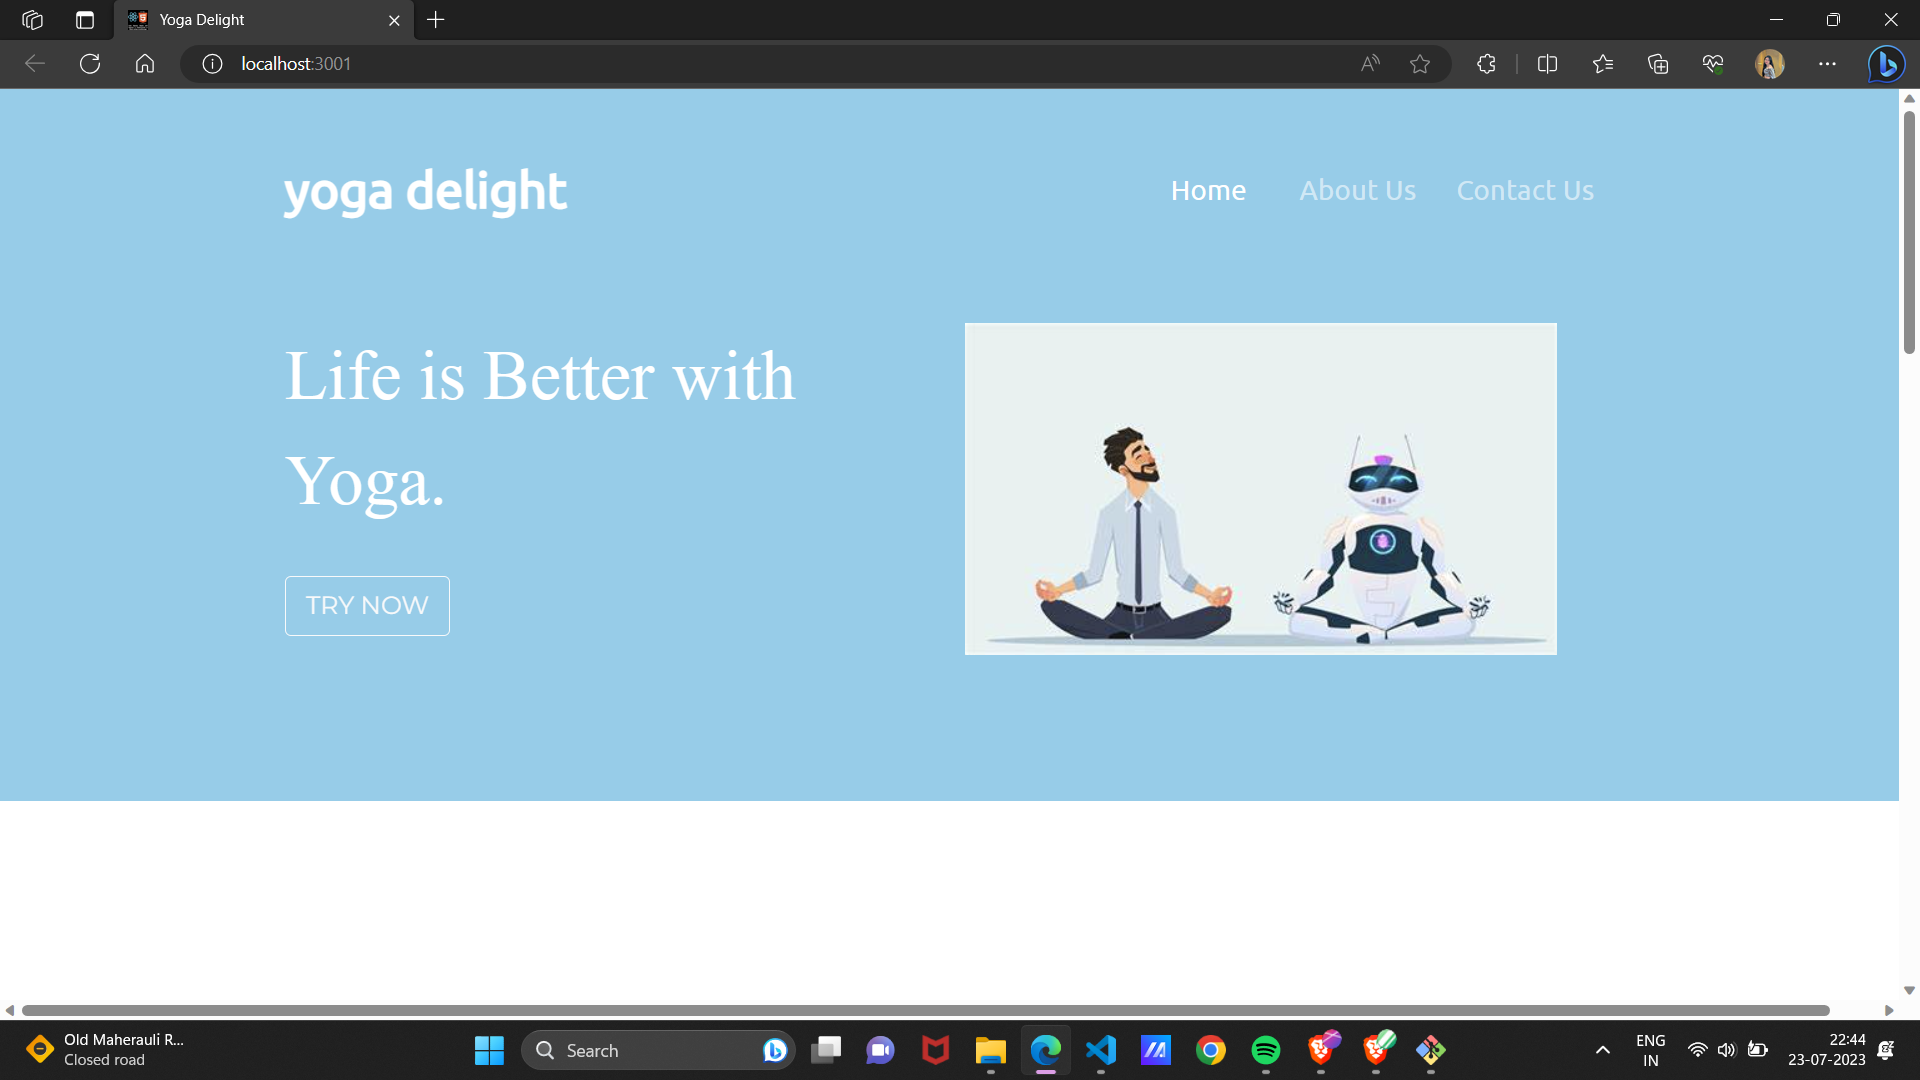 Yoga Delight
localhost:3001
yoga delight
Home About Us Contact Us
Life is Better with
Yoga.
TRY NOW
Old Maherauli R...
Closed road
Search
ENG
IN
22:44
23-07-2023